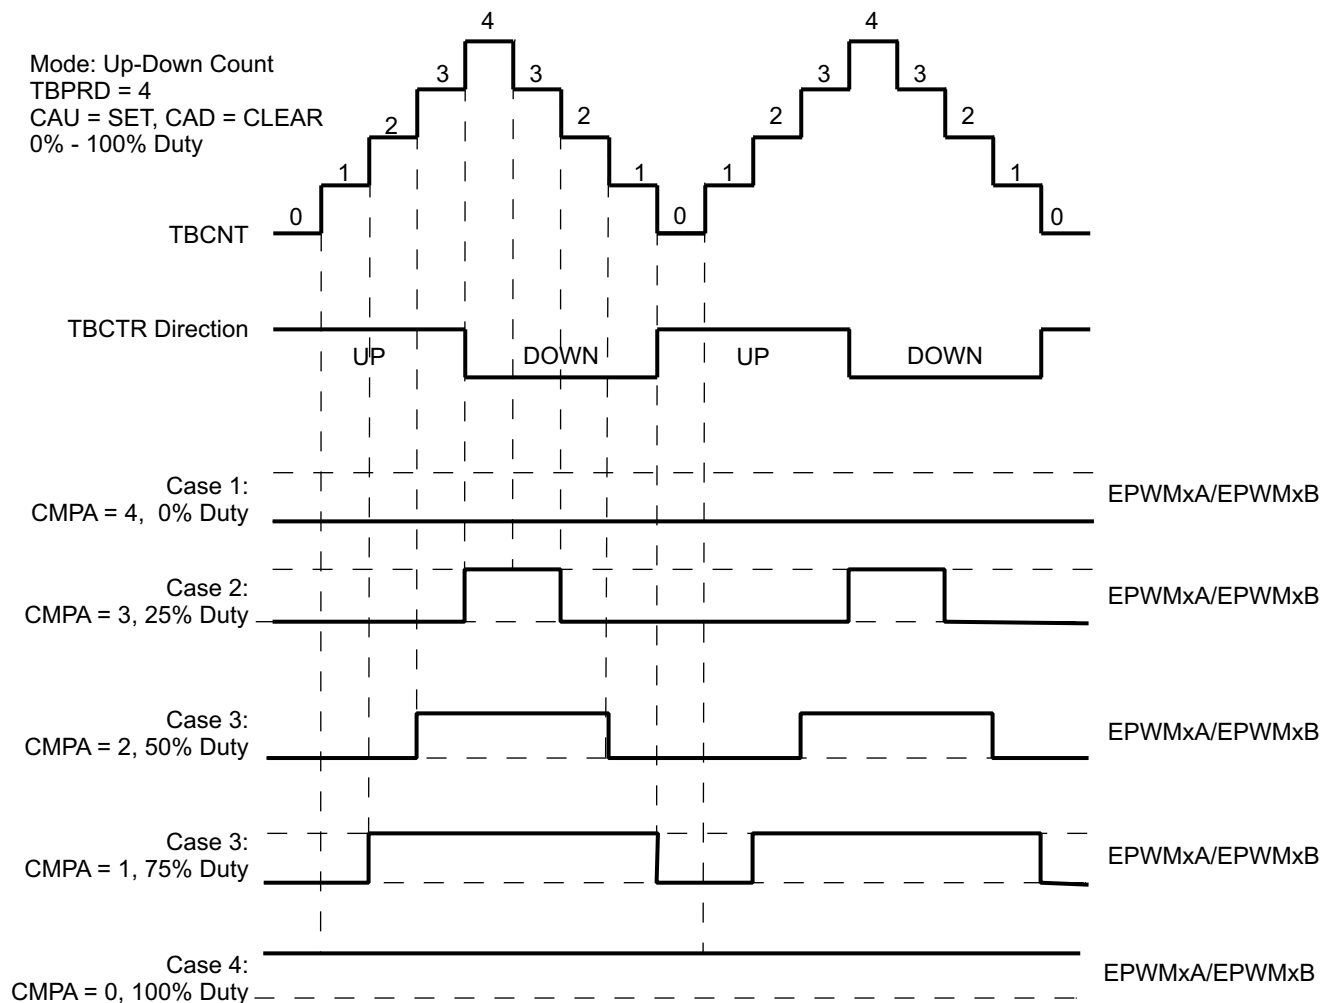 4
4
Mode: Up-Down Count
TBPRD = 4
CAU = SET, CAD = CLEAR
0% - 100% Duty
3
3
3
3
2
2
2
2
1
1
1
1
0
0
0
TBCNT
TBCTR Direction
UP
DOWN
UP
DOWN
Case 1:
CMPA = 4, 0% Duty
EPWMxA/EPWMxB
Case 2:
CMPA = 3, 25% Duty
EPWMxA/EPWMxB
Case 3:
CMPA = 2, 50% Duty
EPWMxA/EPWMxB
Case 3:
CMPA = 1, 75% Duty
EPWMxA/EPWMxB
Case 4:
CMPA = 0, 100% Duty
EPWMxA/EPWMxB